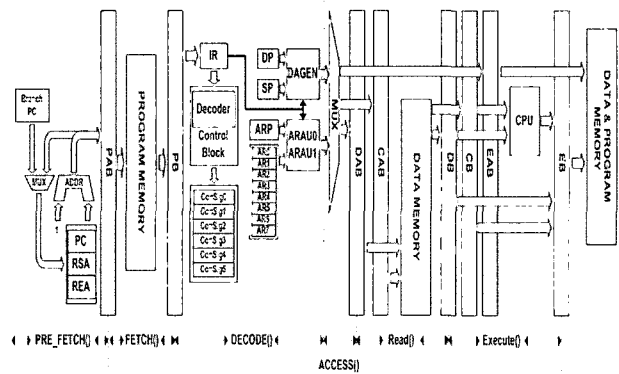 Branch
PC
MUX
ADDR
1
PC
RSA
REA
PAB
PROGRAM MEMORY
PB
IR
Decoder
Control
Block
DP
SP
DAGEN
ARP
ARAU0
ARAU1
AR0
AR1
AR2
AR3
AR4
AR5
AR6
AR7
MUX
DAB
CAB
DATA MEMORY
DB
CB
EAB
CPU
EB
DATA & PROGRAM
MEMORY
PRE_FETCH()
FETCH()
DECODE()
ACCESS()
Read()
Execute()